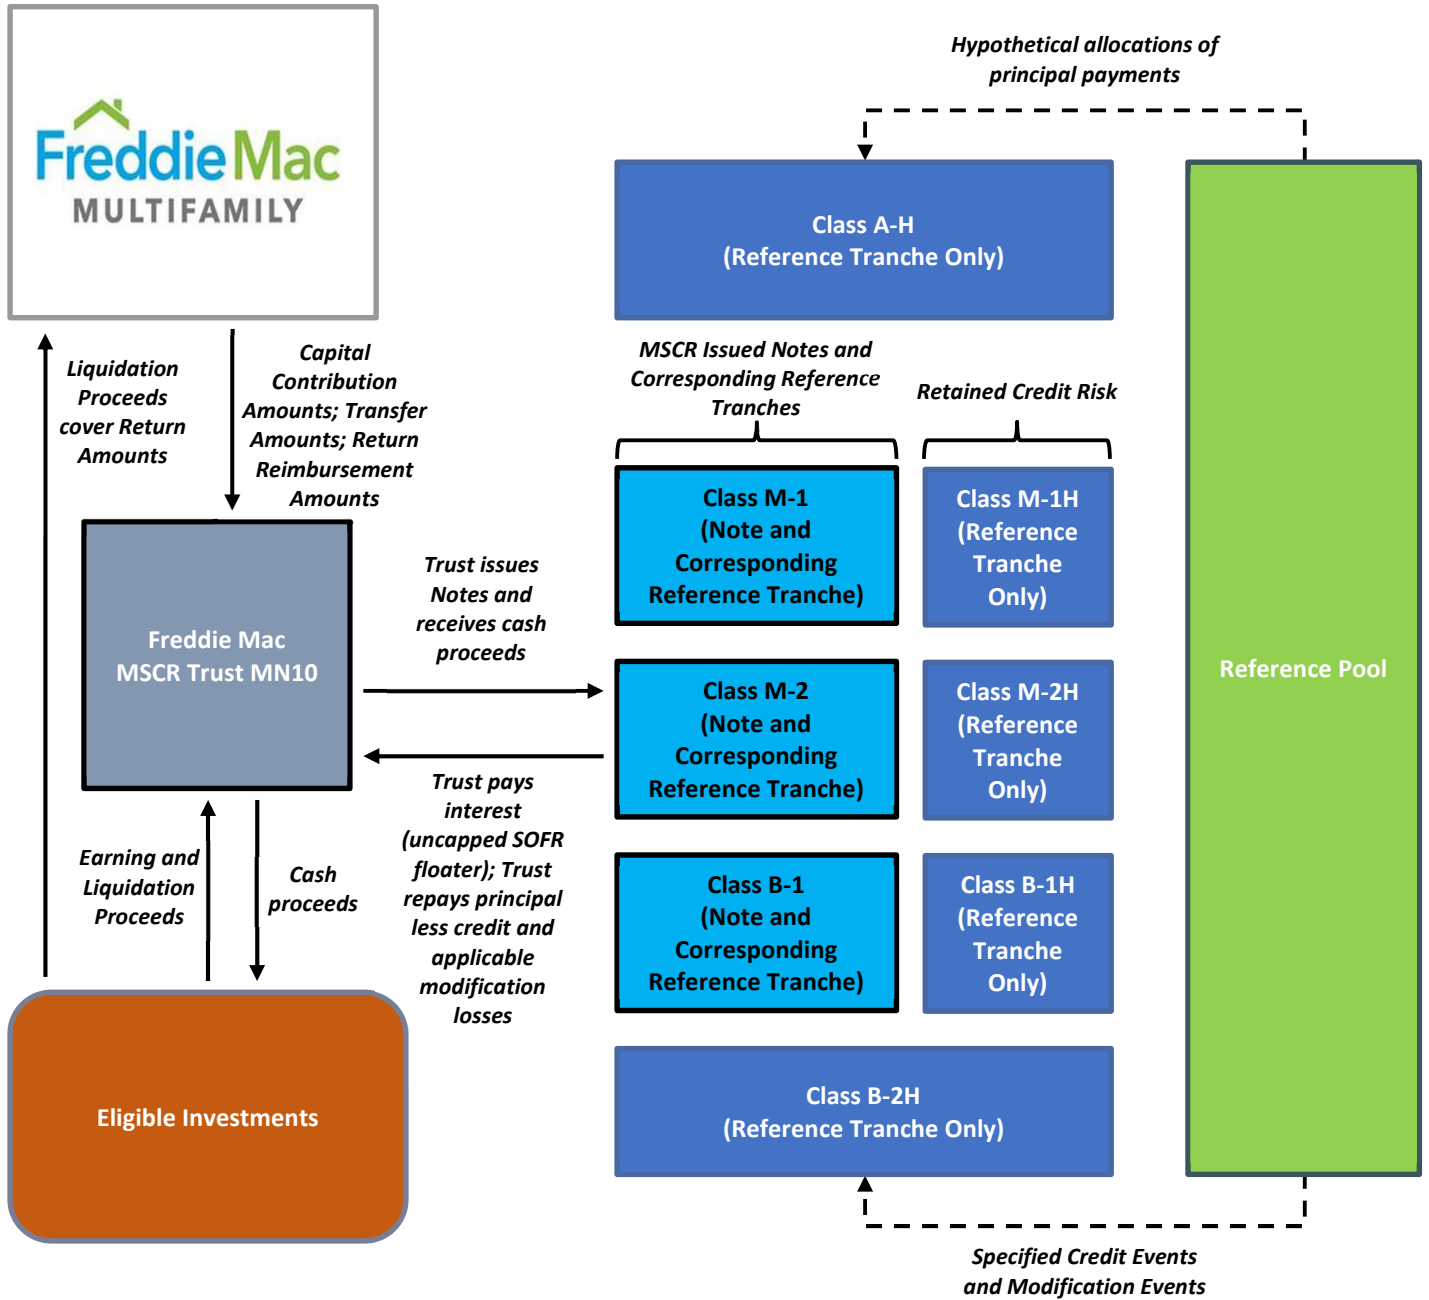 Freddie Mac
MULTIFAMILY
Hypothetical allocations of
principal payments
Class A-H
(Reference Tranche Only)
Liquidation
Proceeds
cover Return
Amounts
Capital
Contribution
Amounts; Transfer
Amounts; Return
Reimbursement
Amounts
MSCR Issued Notes and
Corresponding Reference
Tranches
Retained Credit Risk
Class M-1
(Note and
Corresponding
Reference Tranche)
Class M-1H
(Reference
Tranche
Only)
Freddie Mac
MSCR Trust MN10
Trust issues
Notes and
receives cash
proceeds
Class M-2
(Note and
Corresponding
Reference Tranche)
Class M-2H
(Reference
Tranche
Only)
Reference Pool
Trust pays
interest
(uncapped SOFR
floater); Trust
repays principal
less credit and
applicable
modification
losses
Earning and
Liquidation
Proceeds
Cash
proceeds
Class B-1
(Note and
Corresponding
Reference Tranche)
Class B-1H
(Reference
Tranche
Only)
Eligible Investments
Class B-2H
(Reference Tranche Only)
Specified Credit Events
and Modification Events